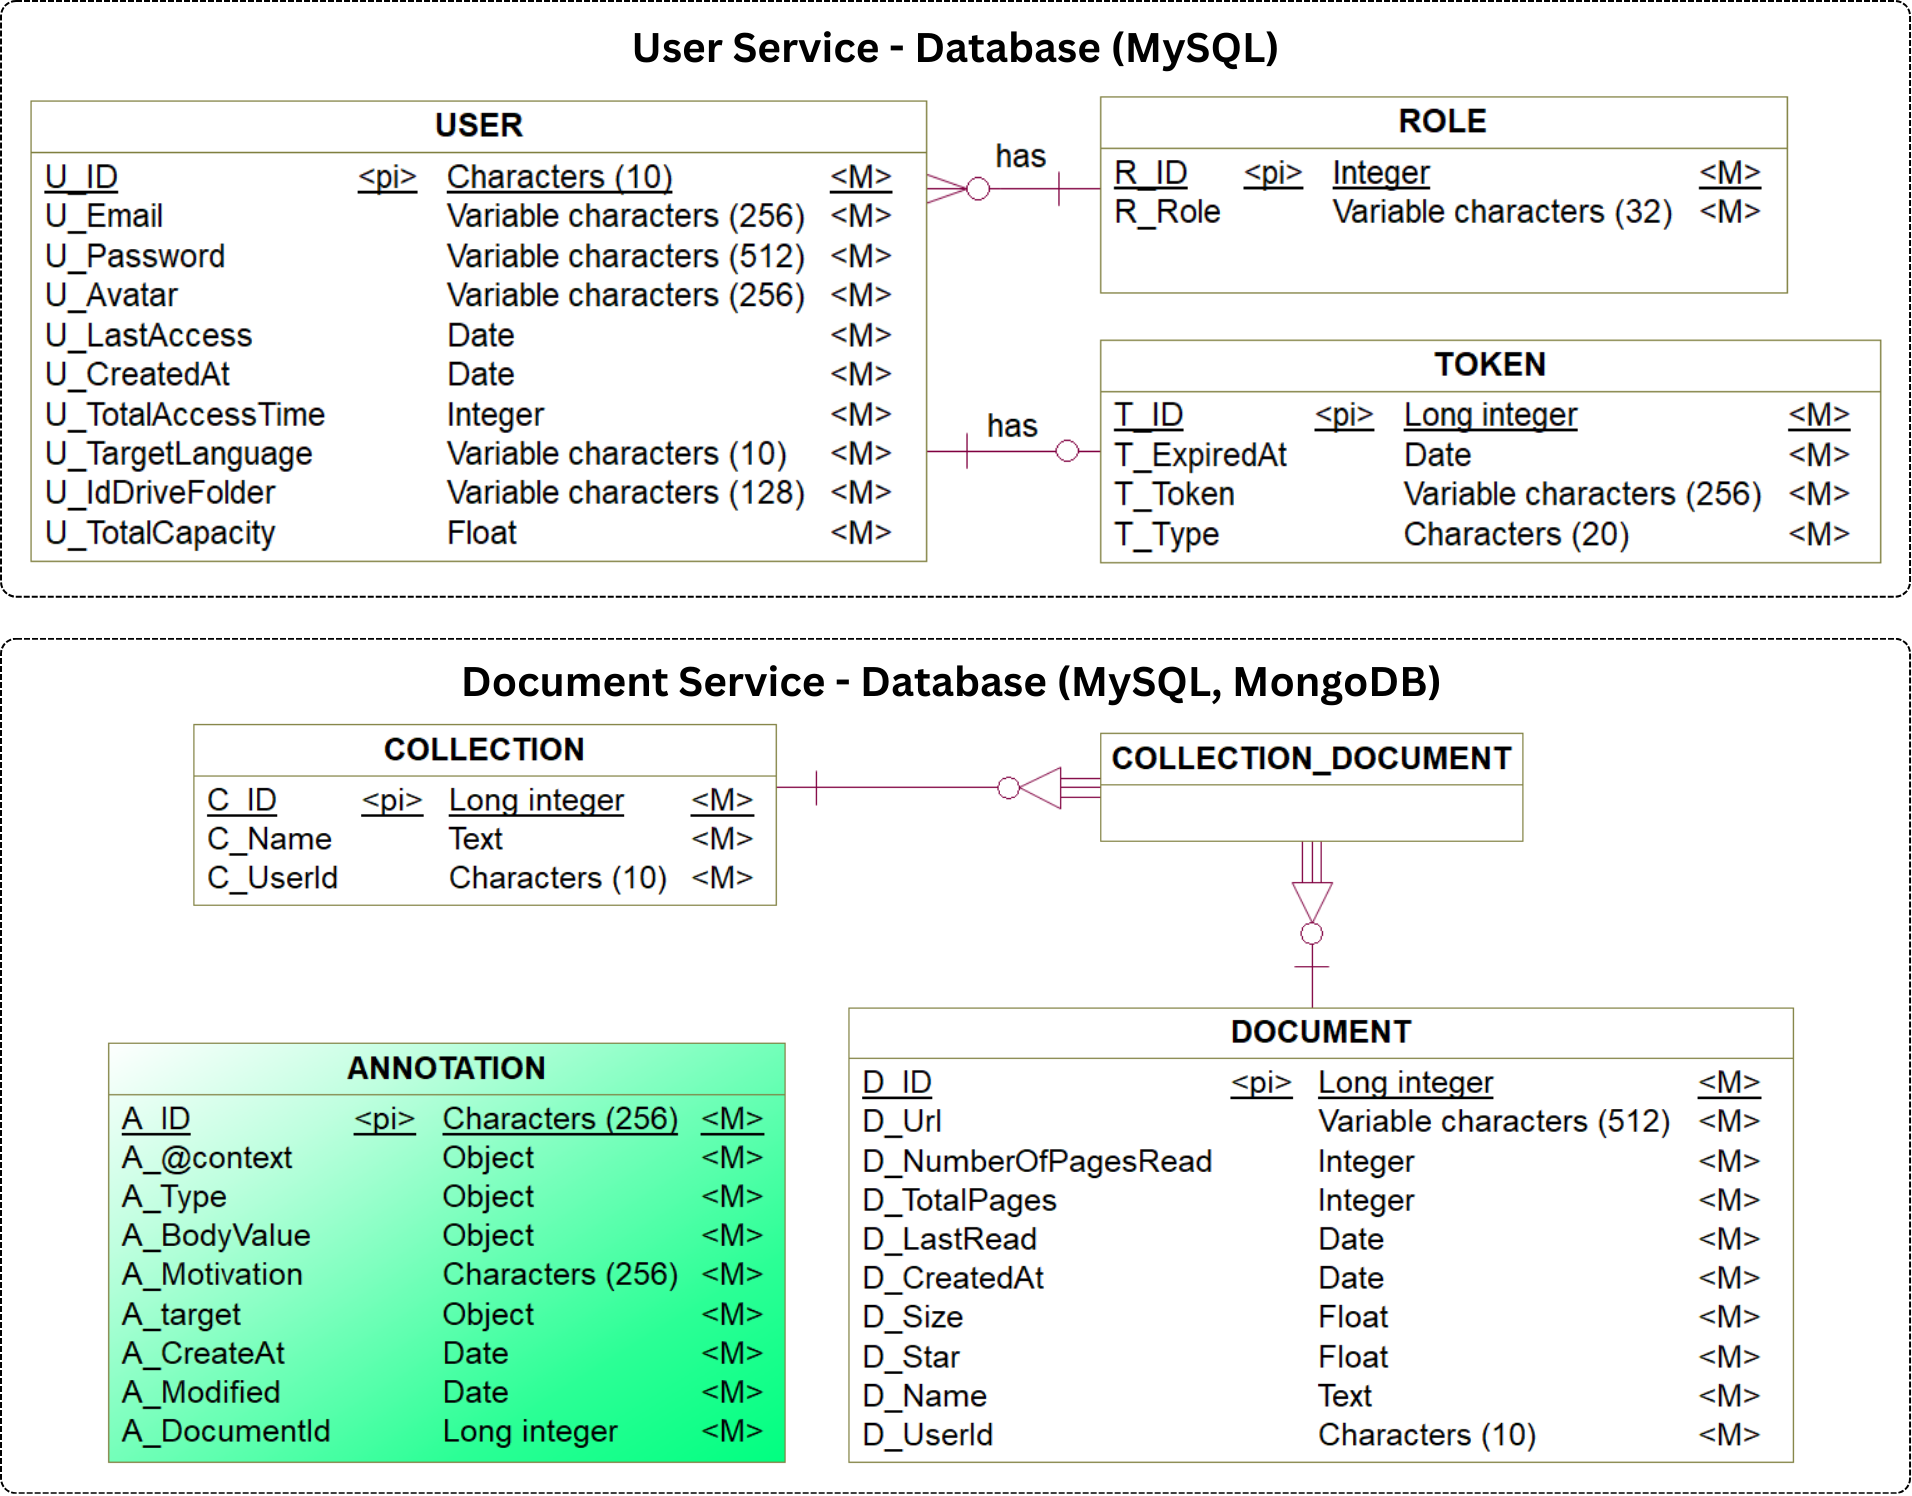 User Service - Database (MySQL)
USER
U_ID <pi> Characters (10) <M>
U_Email Variable characters (256) <M>
U_Password Variable characters (512) <M>
U_Avatar Variable characters (256) <M>
U_LastAccess Date <M>
U_CreatedAt Date <M>
U_TotalAccessTime Integer <M>
U_TargetLanguage Variable characters (10) <M>
U_IdDriveFolder Variable characters (128) <M>
U_TotalCapacity Float <M>
has
ROLE
R_ID <pi> Integer <M>
R_Role Variable characters (32) <M>
has
TOKEN
T_ID <pi> Long integer <M>
T_ExpiredAt Date <M>
T_Token Variable characters (256) <M>
T_Type Characters (20) <M>
Document Service - Database (MySQL, MongoDB)
COLLECTION
C_ID <pi> Long integer <M>
C_Name Text <M>
C_UserId Characters (10) <M>
COLLECTION_DOCUMENT
ANNOTATION
A_ID <pi> Characters (256) <M>
A_@context Object <M>
A_Type Object <M>
A_BodyValue Object <M>
A_Motivation Characters (256) <M>
A_target Object <M>
A_CreateAt Date <M>
A_Modified Date <M>
A_DocumentId Long integer <M>
DOCUMENT
D_ID <pi> Long integer <M>
D_Url Variable characters (512) <M>
D_NumberOfPagesRead Integer <M>
D_TotalPages Integer <M>
D_LastRead Date <M>
D_CreatedAt Date <M>
D_Size Float <M>
D_Star Float <M>
D_Name Text <M>
D_UserId Characters (10) <M>